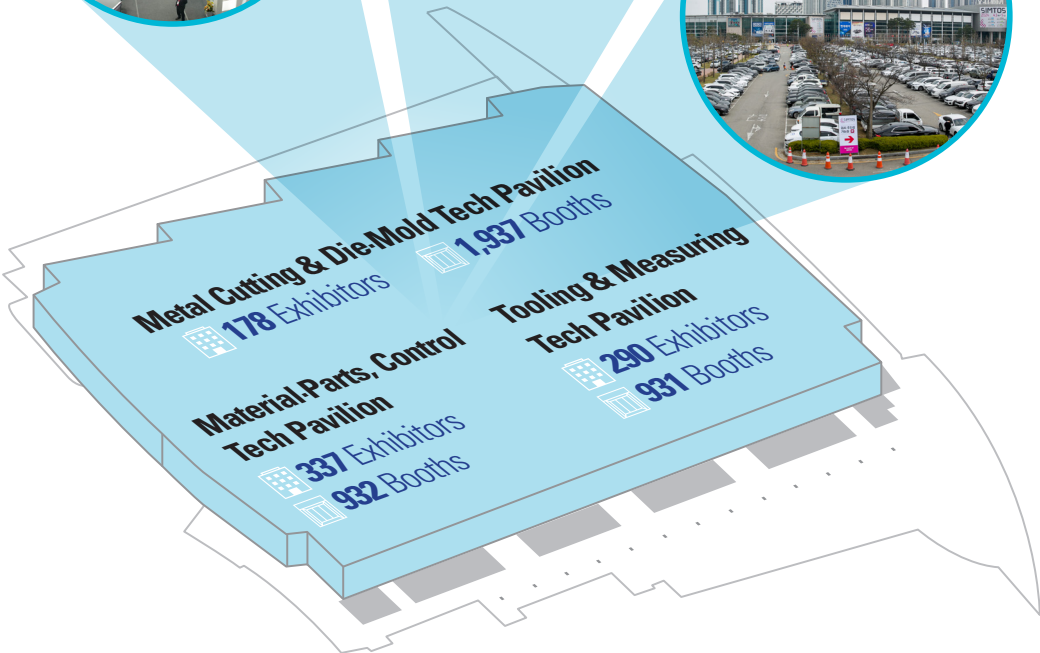 SIMTOS
Metal Cutting & Die·Mold Tech Pavilion
178 Exhibitors
1,937 Booths
Tooling & Measuring
Tech Pavilion
290 Exhibitors
931 Booths
Material·Parts, Control
Tech Pavilion
337 Exhibitors
932 Booths